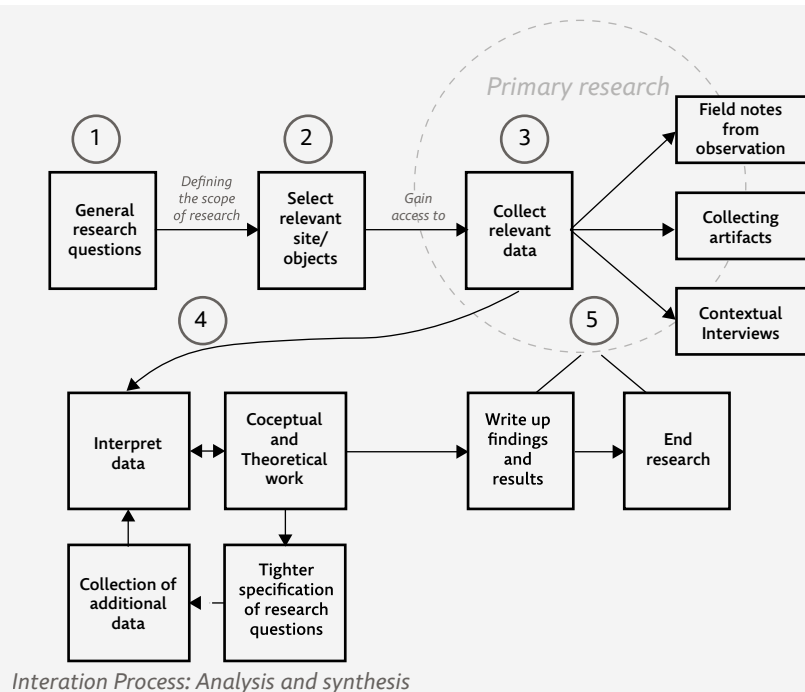 Primary research
1
2
3
Field notes
from
observation
General
research
questions
Defining
the scope
of research
Select
relevant
site/
objects
Gain
access to
Collect
relevant
data
Collecting
artifacts
Contextual
Interviews
4
5
Interpret
data
Coceptual
and
Theoretical
work
Write up
findings
and
results
End
research
Collection of
additional
data
Tighter
specification
of research
questions
Interation Process: Analysis and synthesis